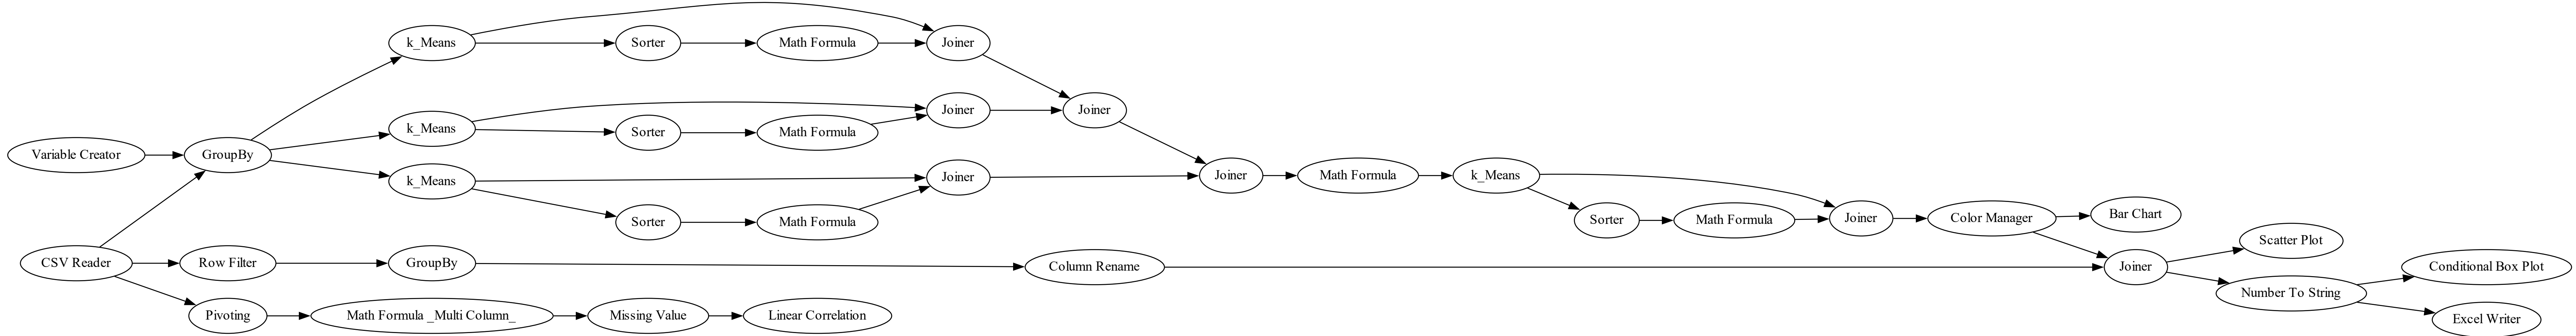 k_Means
Sorter
Math Formula
Joiner
k_Means
Sorter
Math Formula
Joiner
Joiner
Variable Creator
GroupBy
k_Means
Sorter
Math Formula
Joiner
Joiner
Math Formula
k_Means
Sorter
Math Formula
Joiner
Color Manager
Bar Chart
CSV Reader
Row Filter
GroupBy
Column Rename
Joiner
Scatter Plot
Number To String
Conditional Box Plot
Excel Writer
Pivoting
Math Formula _Multi Column_
Missing Value
Linear Correlation